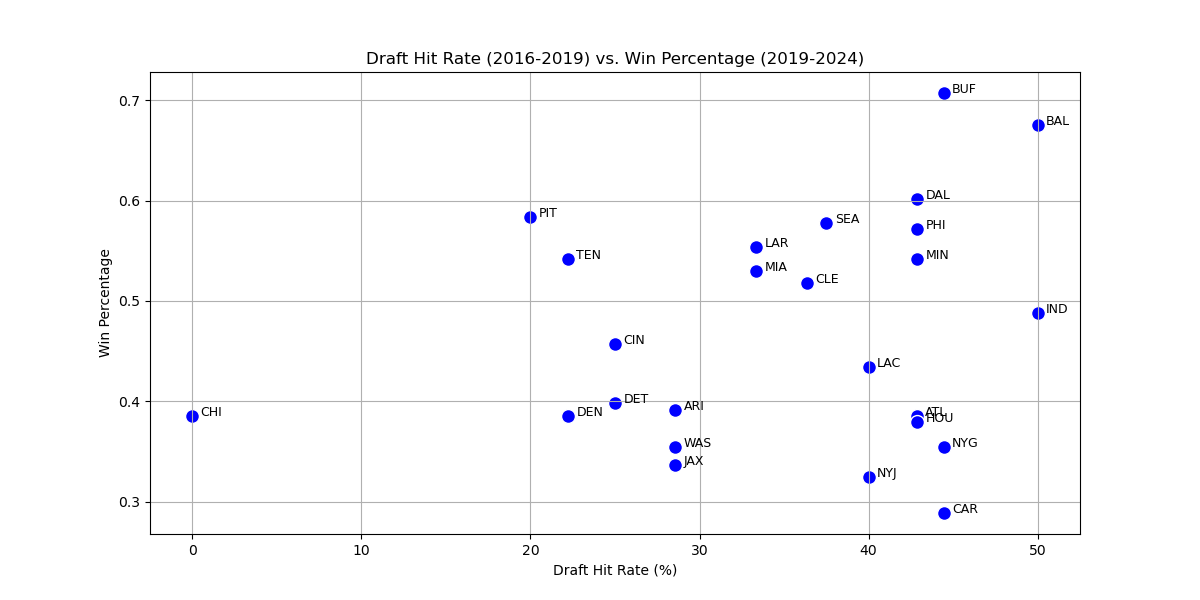 Draft Hit Rate (2016-2019) vs. Win Percentage (2019-2024)
Win Percentage
0.7
0.6
0.5
0.4
0.3
BUF
BAL
DAL
PIT
SEA
PHI
LAR
TEN
MIN
MIA
CLE
IND
CIN
LAC
DET
ARI
CHI
DEN
ATL
HOU
WAS
NYG
JAX
NYJ
CAR
0
10
20
30
40
50
Draft Hit Rate (%)